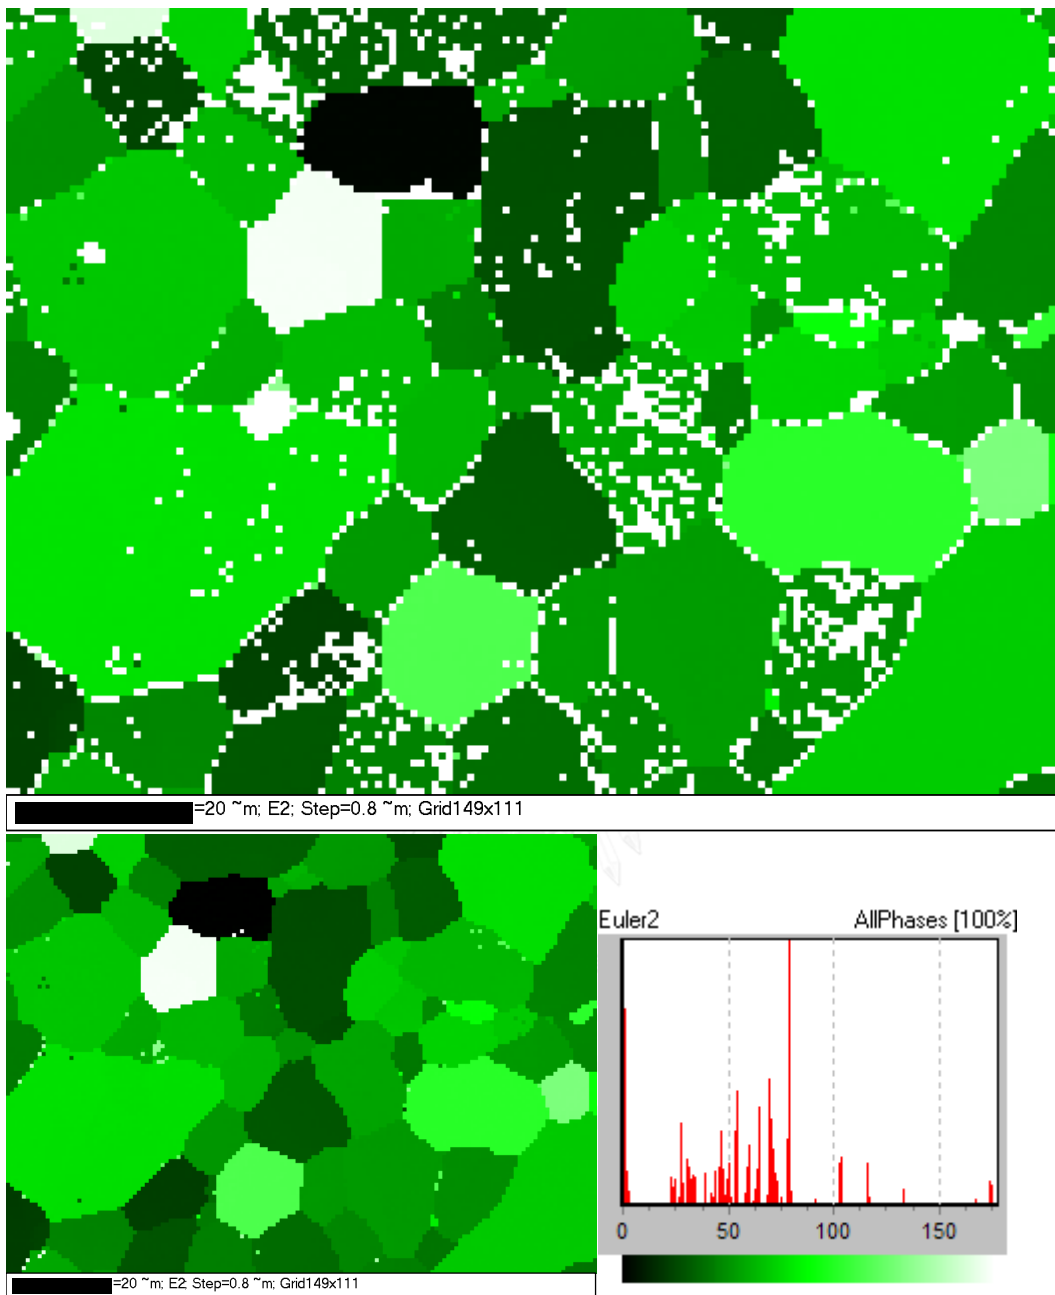 =20 ~m; E2; Step=0.8 ~m; Grid149x111
Euler2 AllPhases [100%]
0 50 100 150
=20 ~m; E2; Step=0.8 ~m; Grid149x111